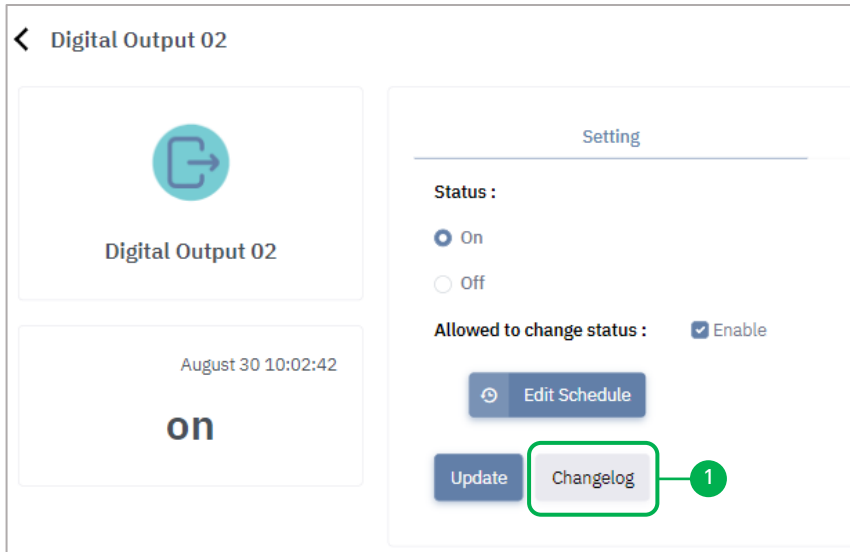 Digital Output 02
Digital Output 02
August 30 10:02:42
on
Setting
Status :
On
Off
Allowed to change status :
Enable
Edit Schedule
Update
Changelog
1